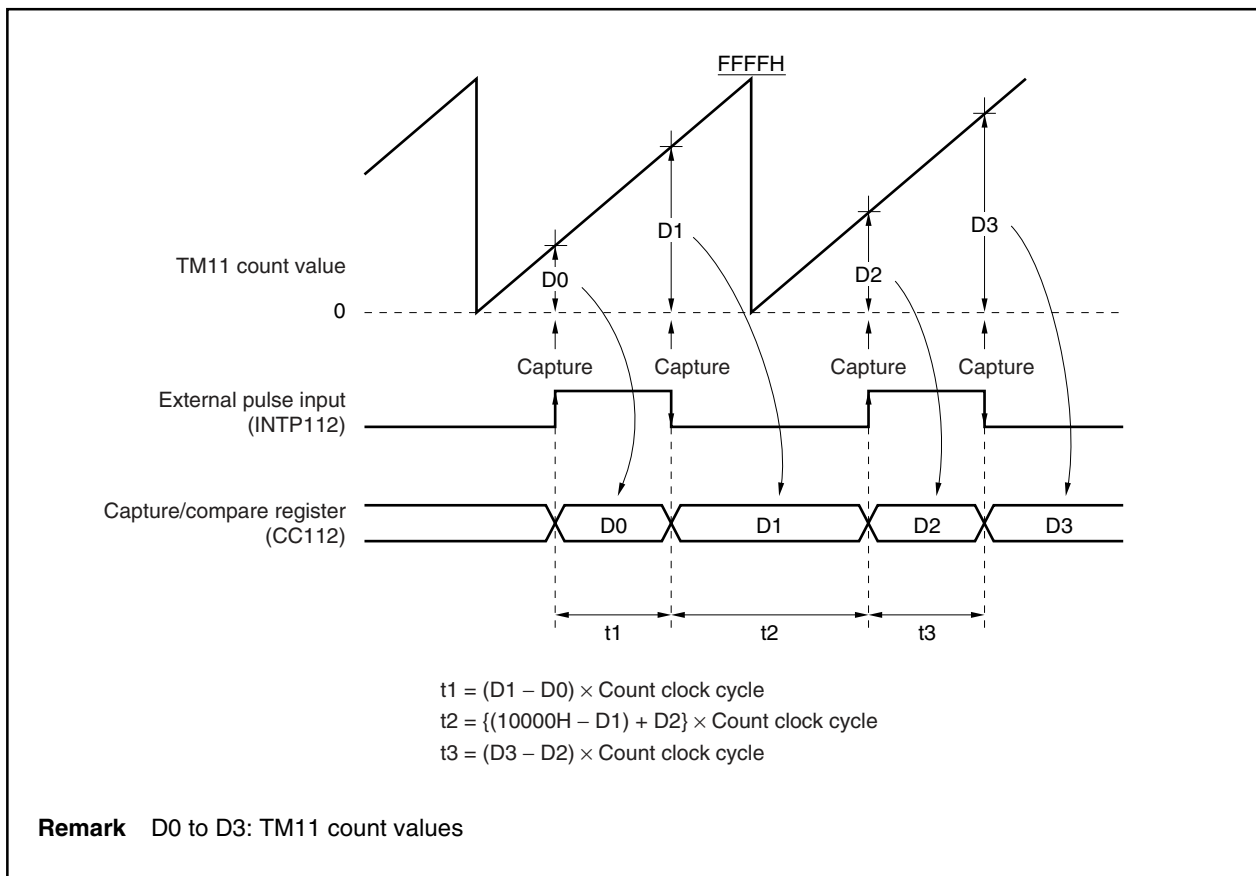 FFFFH
D3
D1
D2
D0
TM11 count value
0
Capture Capture Capture Capture
External pulse input
(INTP112)
Capture/compare register
(CC112)
D0 D1 D2 D3
t1 t2 t3
t1 = (D1 – D0) × Count clock cycle
t2 = {(10000H – D1) + D2} × Count clock cycle
t3 = (D3 – D2) × Count clock cycle
Remark D0 to D3: TM11 count values